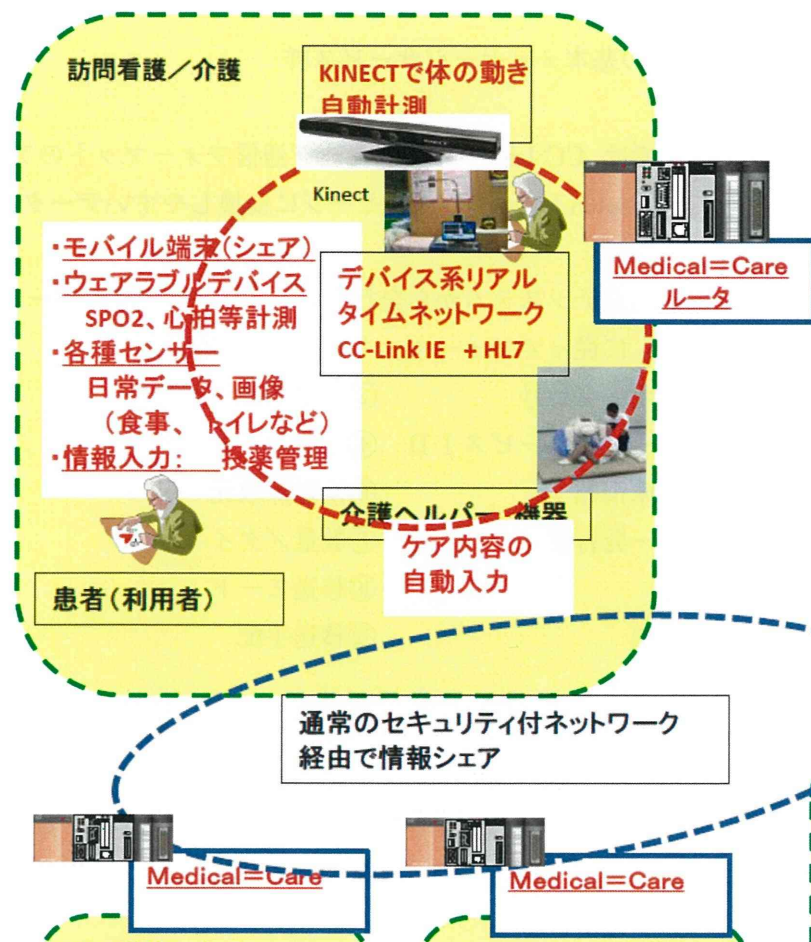 訪問看護/介護
KINECTで体の動き
自動計測
Kinect
・モバイル端末(シェア)
・ウェアラブルデバイス
SPO2、心拍等計測
・各種センサー
日常データ、画像
(食事、トイレなど)
・情報入力: 投薬管理
デバイス系リアル
タイムネットワーク
CC-Link IE +HL7
Medical=Care
ルータ
介護ヘルパー 機器
ケア内容の
自動入力
患者(利用者)
通常のセキュリティ付ネットワーク
経由で情報シェア
Medical=Care
Medical=Care